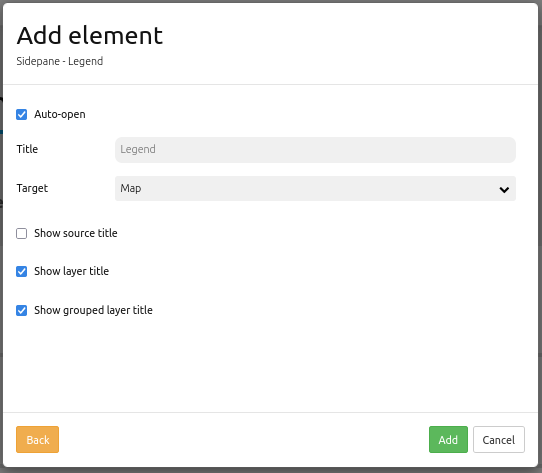 Add element
Sidepane - Legend
Auto-open
Title Legend
Target Map
Show source title
Show layer title
Show grouped layer title
Back Add Cancel